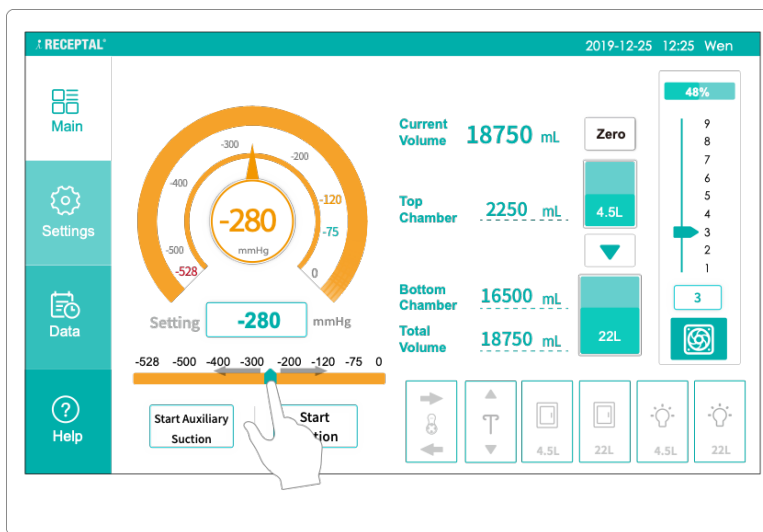 RECEPTAL®
2019-12-25 12:25 Wen
Main
Settings
Data
Help
-300
-200
-400
-120
-75
-500
-528
0
-280
mmHg
Setting -280 mmHg
-528 -500 -400 -300 -200 -120 -75 0
Start Auxiliary
Suction
Start
tion
Current
Volume 18750 mL
Zero
Top
Chamber 2250 mL
4.5L
Bottom
Chamber 16500 mL
Total
Volume 18750 mL
22L
48%
9
8
7
6
5
4
3
2
1
3
4.5L
22L
4.5L
22L